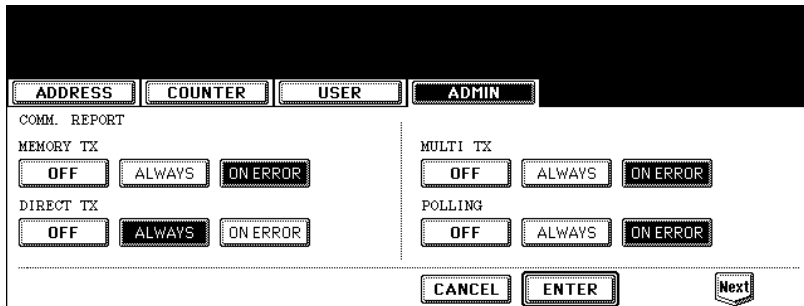 ADDRESS COUNTER USER ADMIN
COMM. REPORT
MEMORY TX
OFF ALWAYS ON ERROR
MULTI TX
OFF ALWAYS ON ERROR
DIRECT TX
OFF ALWAYS ON ERROR
POLLING
OFF ALWAYS ON ERROR
CANCEL ENTER Next